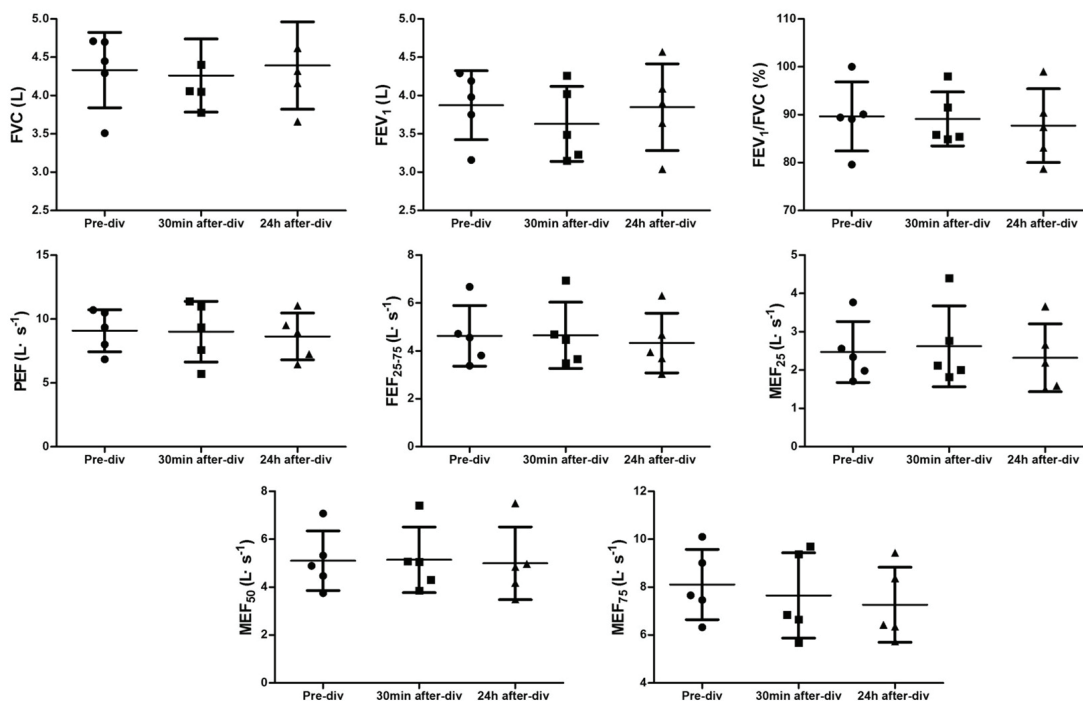 FVC (L)
5.0
4.5
4.0
3.5
3.0
2.5
Pre-div 30min after-div 24h after-div
FEV₁ (L)
5.0
4.5
4.0
3.5
3.0
2.5
Pre-div 30min after-div 24h after-div
FEV₁/FVC (%)
110
100
90
80
70
Pre-div 30min after-div 24h after-div
PEF (L· s⁻¹)
15
10
5
0
Pre-div 30min after-div 24h after-div
FEF₂₅₋₇₅ (L· s⁻¹)
8
6
4
2
0
Pre-div 30min after-div 24h after-div
MEF₂₅ (L· s⁻¹)
5
4
3
2
1
0
Pre-div 30min after-div 24h after-div
MEF₅₀ (L· s⁻¹)
8
6
4
2
0
Pre-div 30min after-div 24h after-div
MEF₇₅ (L· s⁻¹)
12
10
8
6
4
Pre-div 30min after-div 24h after-div